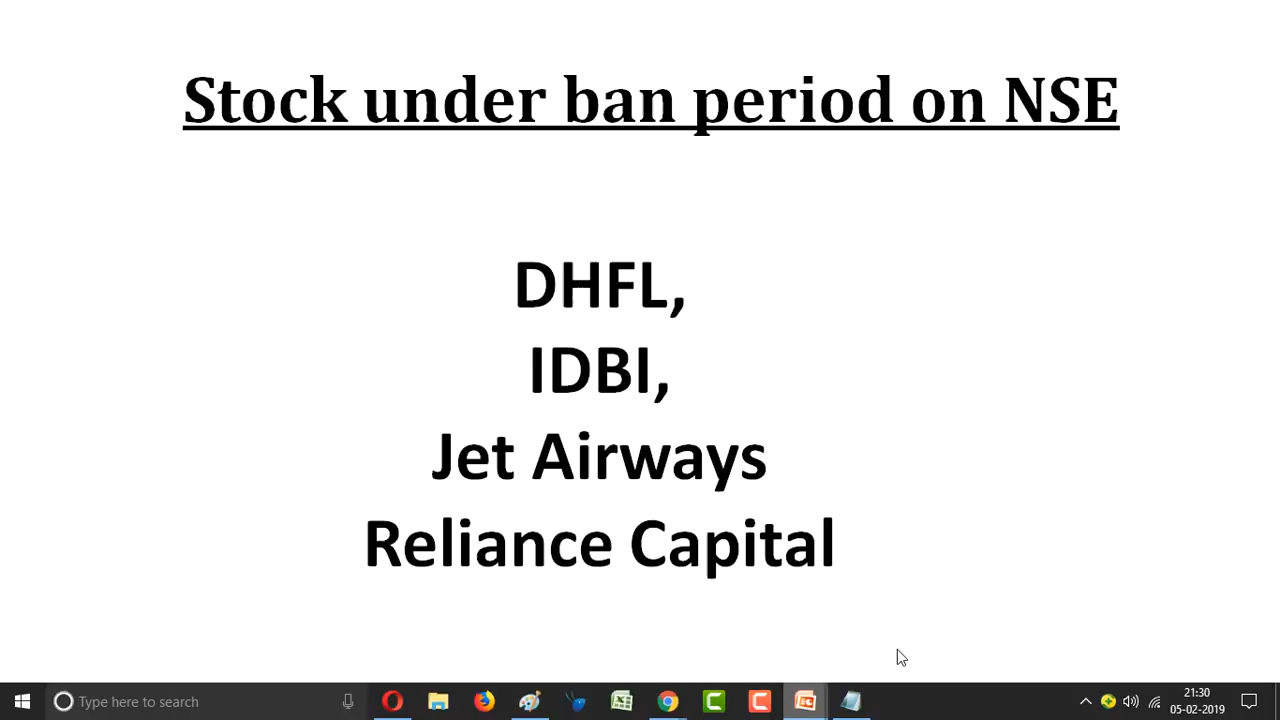 Stock under ban period on NSE
DHFL,
IDBI,
Jet Airways
Reliance Capital
Type here to search
21:30
05-02-2019